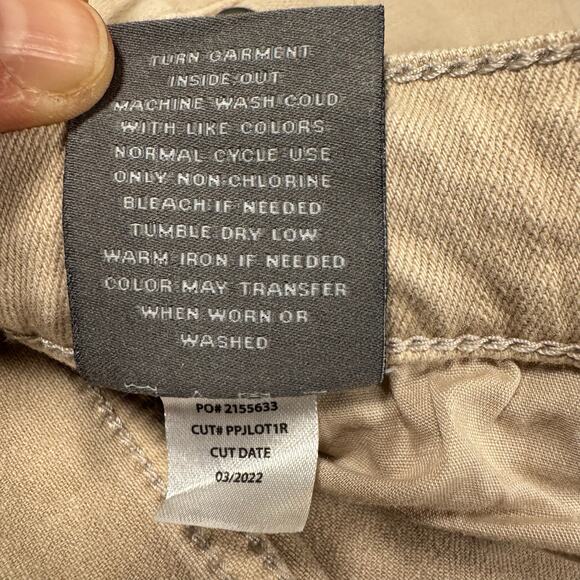 TURN GARMENT
INSIDE OUT
MACHINE WASH COLD
WITH LIKE COLORS
NORMAL CYCLE USE
ONLY NON-CHLORINE
BLEACH IF NEEDED
TUMBLE DRY LOW
WARM IRON IF NEEDED
COLOR MAY TRANSFER
WHEN WORN OR
WASHED
PO# 2155633
CUT# PPJLOT1R
CUT DATE
03/2022